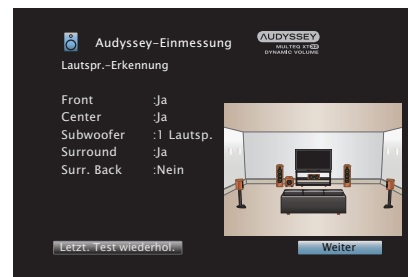 Audyssey-Einmessung
AUDYSSEY
MULTEQ XT32
DYNAMIC VOLUME
Lautspr.-Erkennung
Front :Ja
Center :Ja
Subwoofer :1 Lautsp.
Surround :Ja
Surr. Back :Nein
Letzt. Test wiederhol.
Weiter